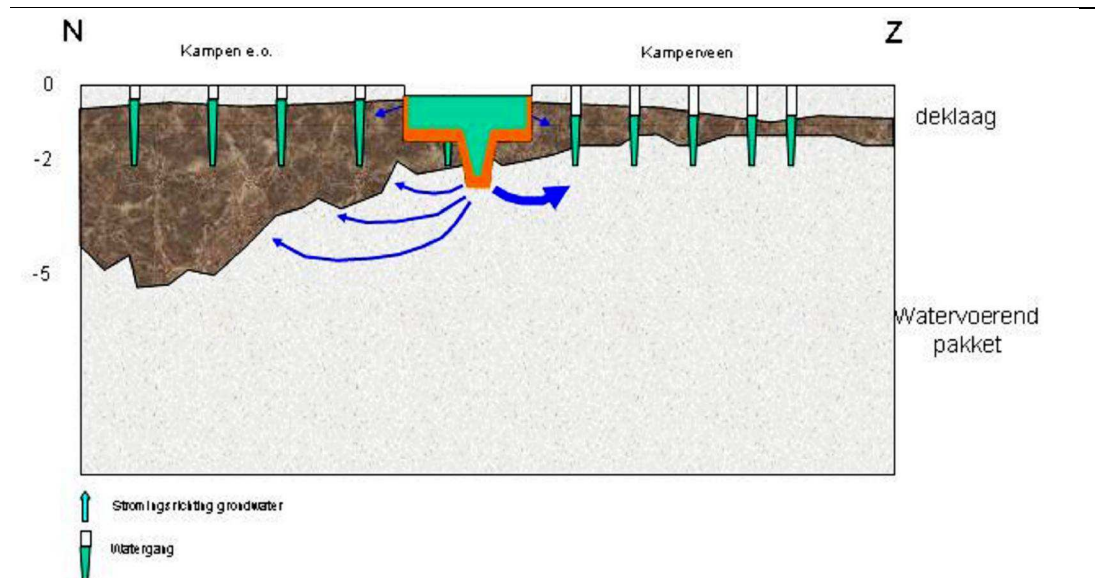 N
Z
Kampen e.o.
Kamperveen
0
-2
-5
deklaag
Watervoerend
pakket
Stromingsrichting grondwater
Watergang